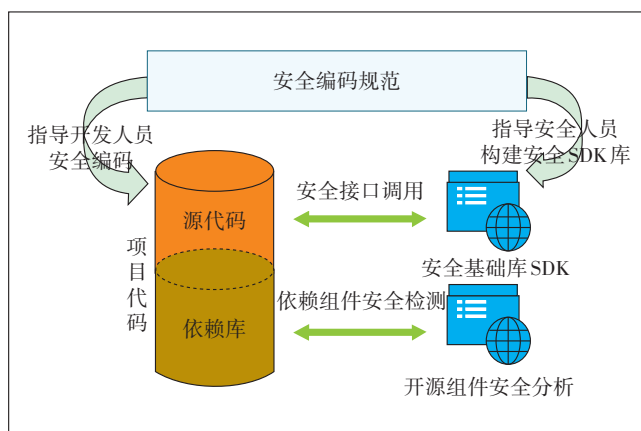 安全编码规范
指导开发人员
安全编码
指导安全人员
构建安全SDK库
源代码
安全接口调用
项目代码
安全基础库SDK
依赖库
依赖组件安全检测
开源组件安全分析